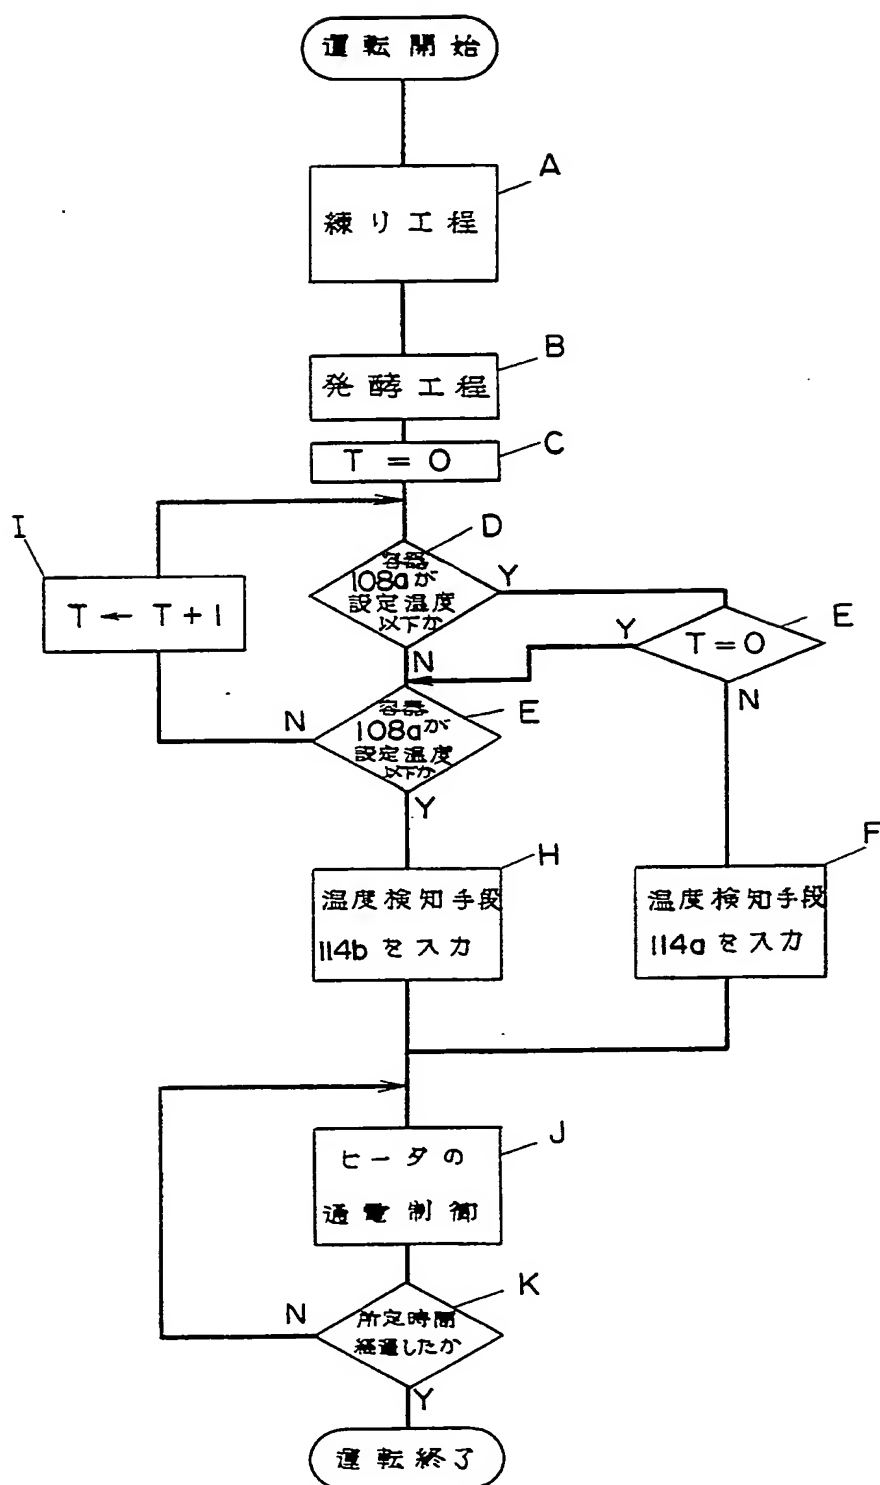 運転開始
A
練り工程
B
発酵工程
C
T = 0
I
T ← T + 1
D
容器
108aが
設定温度
以下か
Y
N
E
T = 0
Y
N
E
容器
108aが
設定温度
以下か
N
Y
H
温度検知手段
114b を入力
F
温度検知手段
114a を入力
J
ヒータの
通電制御
K
所定時間
経過したか
N
Y
運転終了